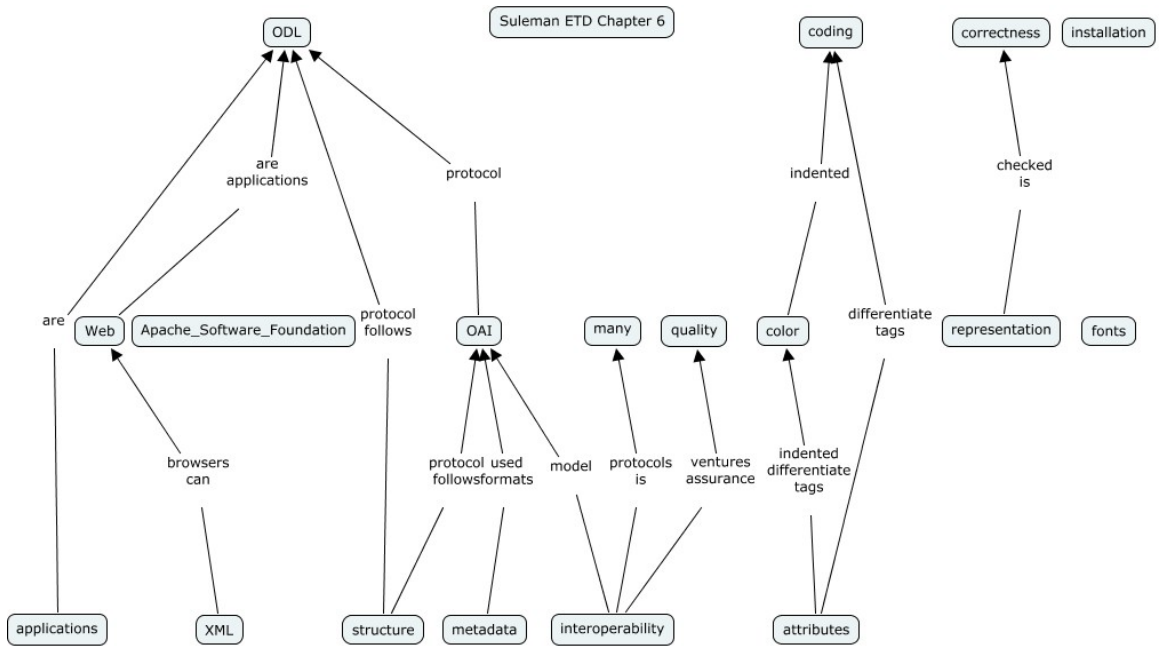 Suleman ETD Chapter 6
ODL
coding
correctness
installation
are
applications
protocol
indented
checked
is
are
Web
Apache_Software_Foundation
protocol
follows
OAI
many
quality
color
differentiate
tags
representation
fonts
browsers
can
protocol
follows
used
formats
model
protocols
is
ventures
assurance
indented
differentiate
tags
applications
XML
structure
metadata
interoperability
attributes